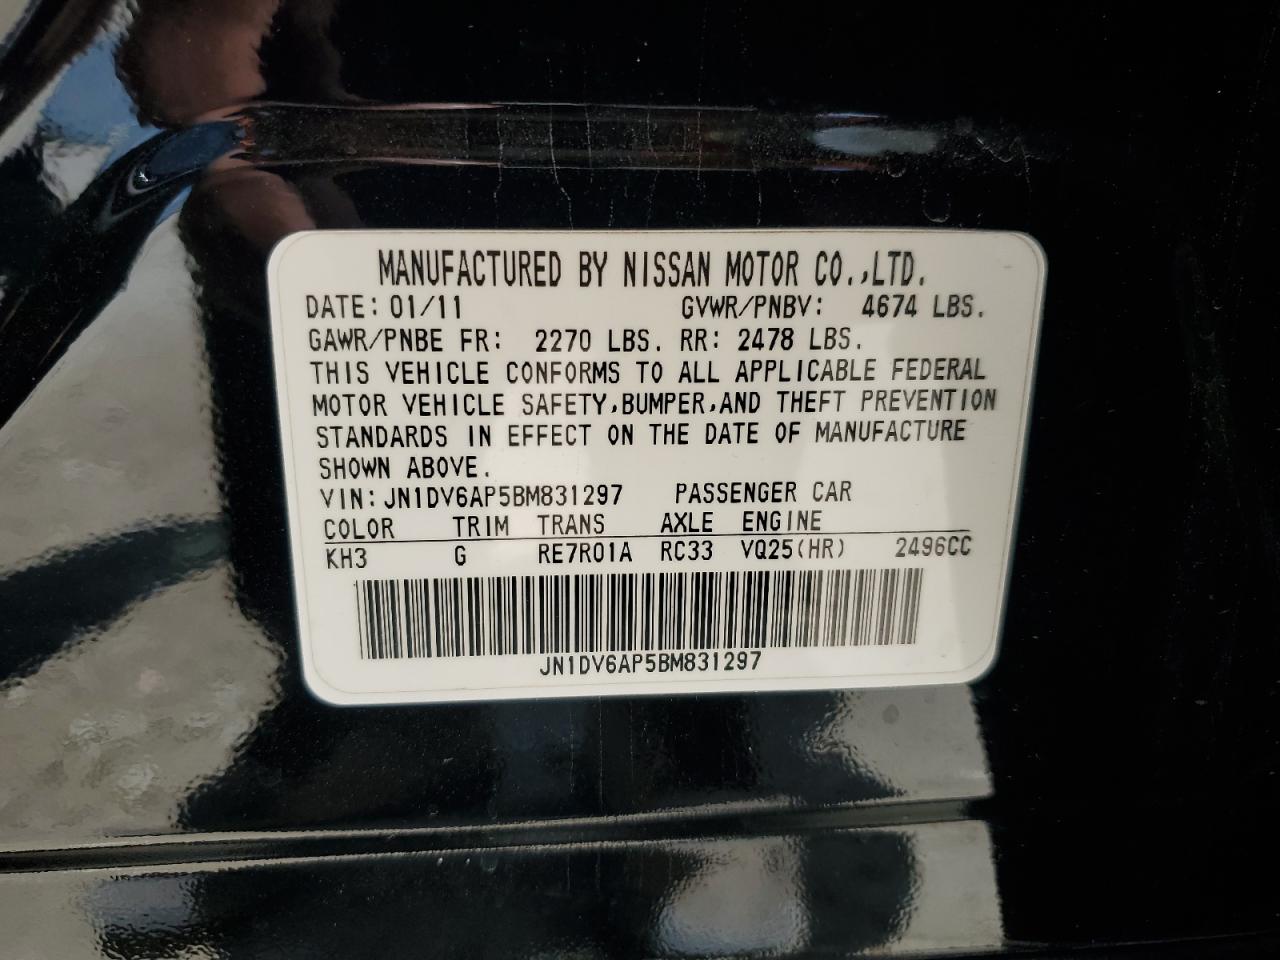 MANUFACTURED BY NISSAN MOTOR CO.,LTD.
DATE: 01/11 GVWR/PNBV: 4674 LBS.
GAWR/PNBE FR: 2270 LBS. RR: 2478 LBS.
THIS VEHICLE CONFORMS TO ALL APPLICABLE FEDERAL
MOTOR VEHICLE SAFETY,BUMPER,AND THEFT PREVENTION
STANDARDS IN EFFECT ON THE DATE OF MANUFACTURE
SHOWN ABOVE.
VIN: JN1DV6AP5BM831297 PASSENGER CAR
COLOR TRIM TRANS AXLE ENGINE
KH3 G RE7R01A RC33 VQ25(HR) 2496CC
JN1DV6AP5BM831297